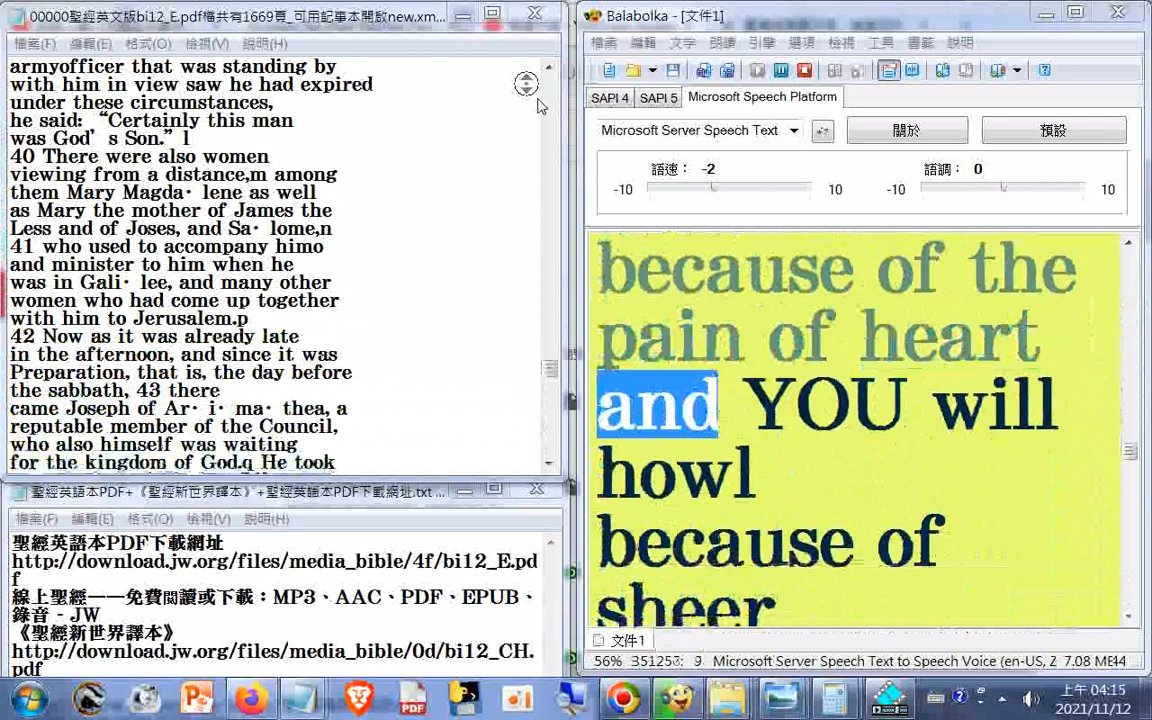 00000聖經英文版bi12_E.pdf檔共有1669頁_可用記事本開啟new.xm...
檔案(F) 編輯(E) 格式(O) 檢視(V) 說明(H)
armyofficer that was standing by
with him in view saw he had expired
under these circumstances,
he said: “Certainly this man
was God’s Son.” l
40 There were also women
viewing from a distance,m among
them Mary Magda· lene as well
as Mary the mother of James the
Less and of Joses, and Sa· lome,n
41 who used to accompany himo
and minister to him when he
was in Gali· lee, and many other
women who had come up together
with him to Jerusalem.p
42 Now as it was already late
in the afternoon, and since it was
Preparation, that is, the day before
the sabbath, 43 there
came Joseph of Ar· i· ma· thea, a
reputable member of the Council,
who also himself was waiting
for the kingdom of God.q He took
聖經英語本PDF+《聖經新世界譯本》+聖經英語本PDF下載網址.txt ...
檔案(F) 編輯(E) 格式(O) 檢視(V) 說明(H)
聖經英語本PDF下載網址
http://download.jw.org/files/media_bible/4f/bi12_E.pd
f
線上聖經——免費閱讀或下載：MP3、AAC、PDF、EPUB、
錄音 - JW
《聖經新世界譯本》
http://download.jw.org/files/media_bible/0d/bi12_CH.
pdf
Balabolka - [文件1]
檔案 編輯 文字 朗讀 引擎 選項 檢視 工具 書籤 說明
SAPI 4 SAPI 5 Microsoft Speech Platform
Microsoft Server Speech Text 關於 預設
語速： -2 語調： 0
-10 10 -10 10
because of the
pain of heart
and YOU will
howl
because of
sheer
文件1
56% Microsoft Server Speech Text to Speech Voice (en-US, Z 7.08 ME
上午 04:15
2021/11/12